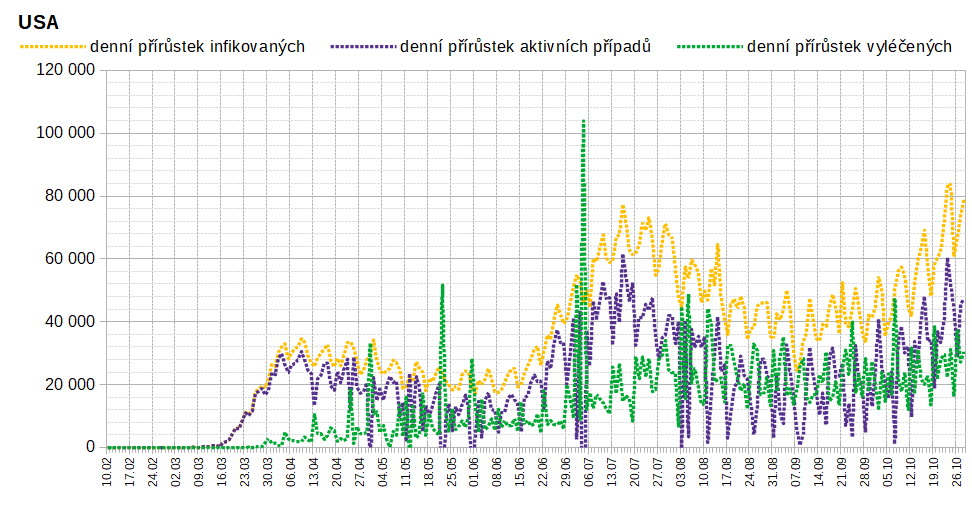 USA
denní přírůstek infikovaných denní přírůstek aktivních případů denní přírůstek vyléčených
120 000
100 000
80 000
60 000
40 000
20 000
0
10.02 17.02 24.02 02.03 09.03 16.03 23.03 30.03 06.04 13.04 20.04 27.04 04.05 11.05 18.05 25.05 01.06 08.06 15.06 22.06 29.06 06.07 13.07 20.07 27.07 03.08 10.08 17.08 24.08 31.08 07.09 14.09 21.09 28.09 05.10 12.10 19.10 26.10